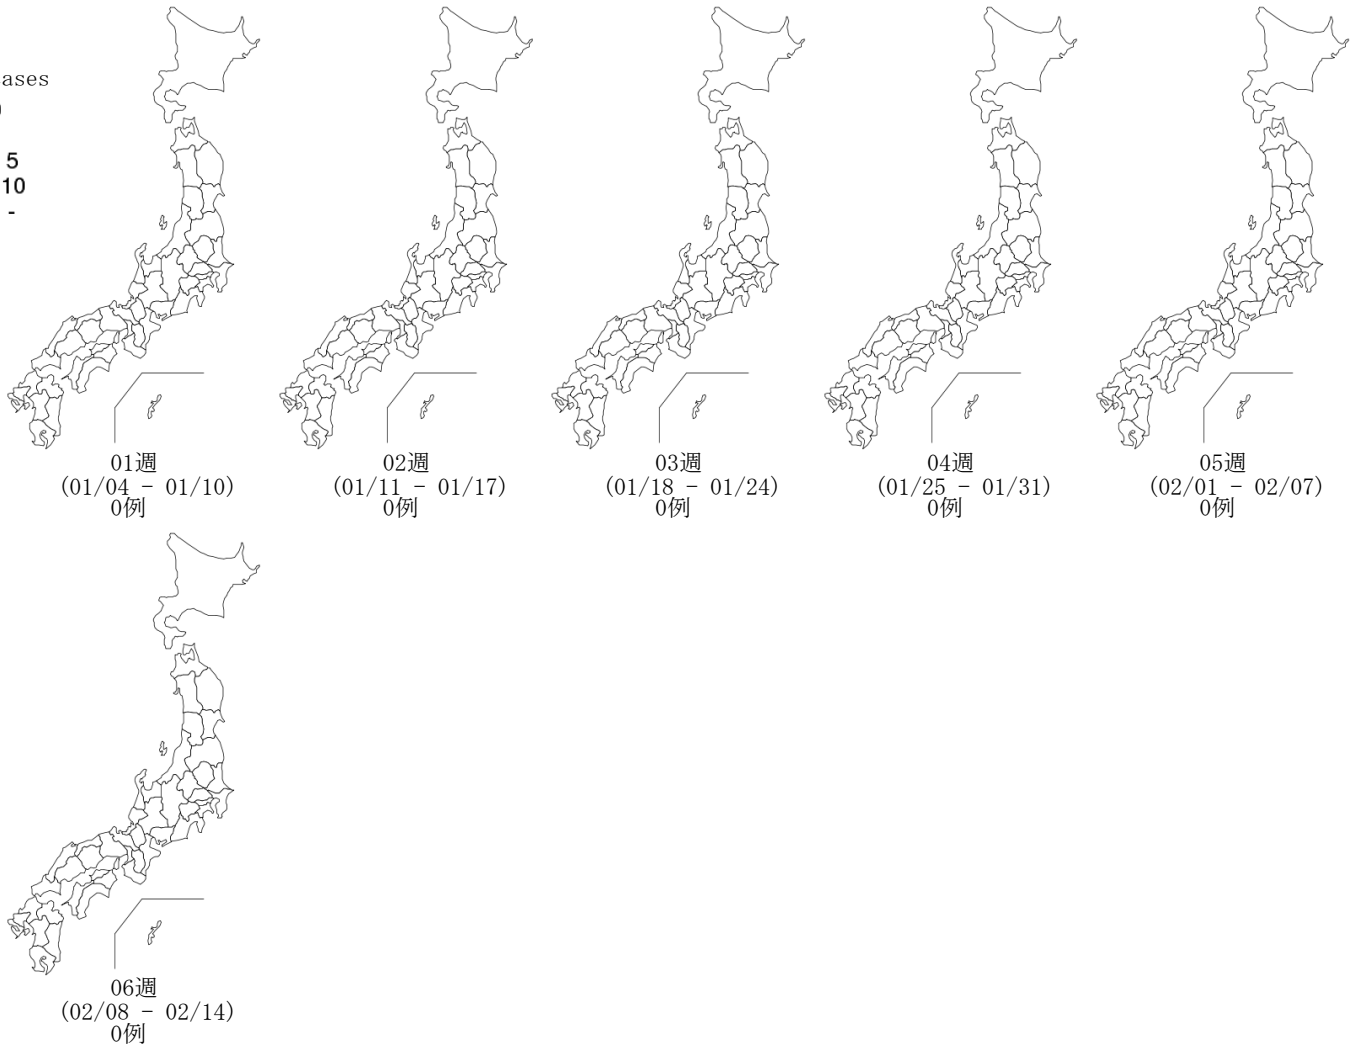 ases
5
10
-
01週
(01/04 - 01/10)
0例
02週
(01/11 - 01/17)
0例
03週
(01/18 - 01/24)
0例
04週
(01/25 - 01/31)
0例
05週
(02/01 - 02/07)
0例
06週
(02/08 - 02/14)
0例